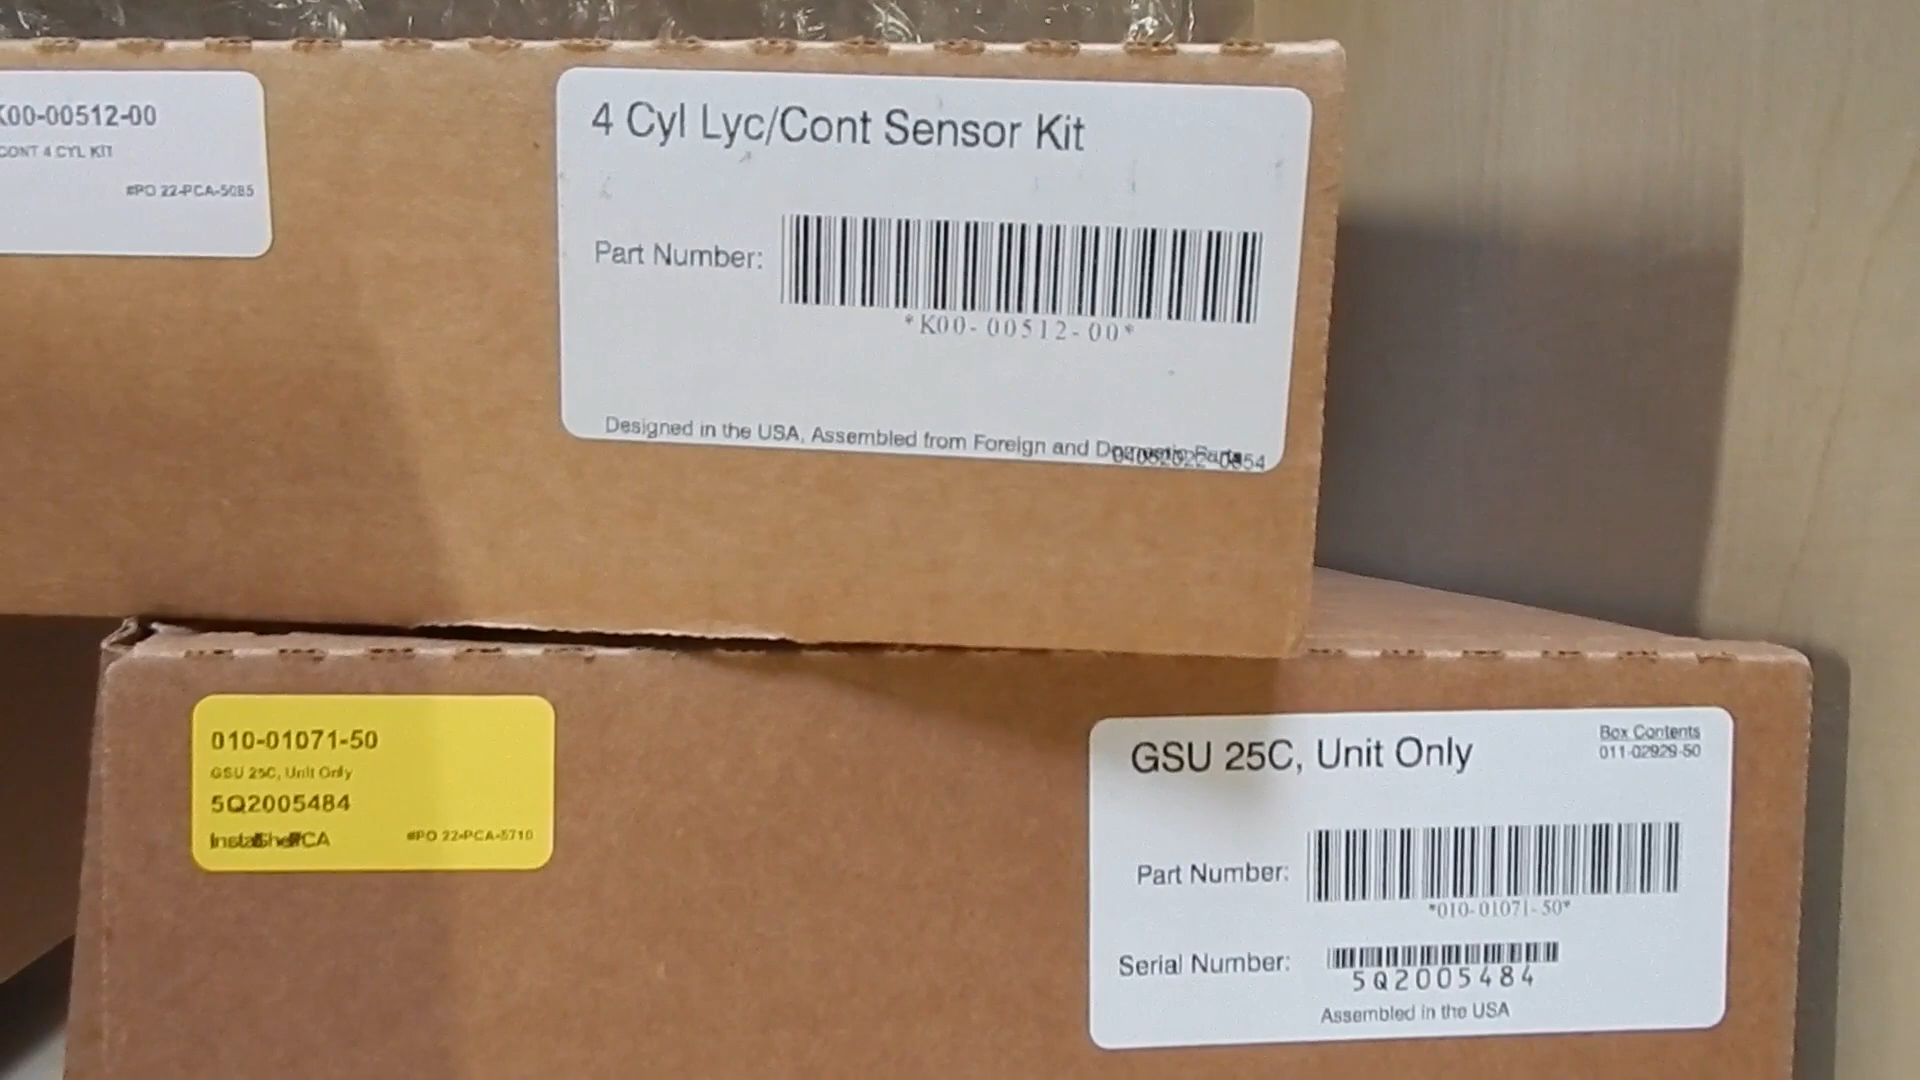 K00-00512-00
CONT 4 CYL KIT
#PO 22-PCA-5085
4 Cyl Lyc/Cont Sensor Kit
Part Number:
*K00-00512-00*
Designed in the USA, Assembled from Foreign and Domestic Parts
010-01071-50
GSU 25C, Unit Only
5Q2005484
#PO 22-PCA-5710
GSU 25C, Unit Only
Box Contents
011-02929-50
Part Number:
*010-01071-50*
Serial Number:
5Q2005484
Assembled in the USA